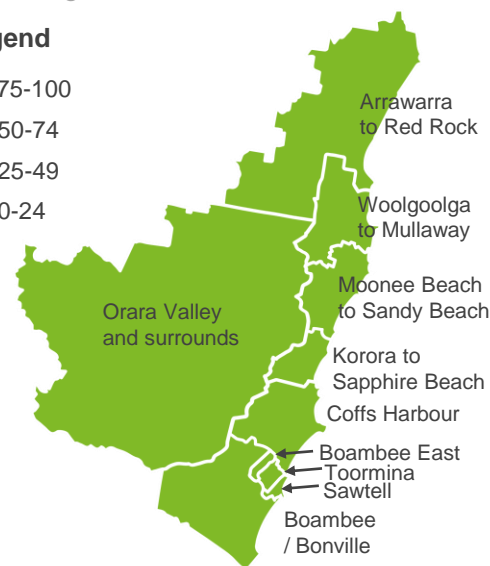 gend
75-100
50-74
25-49
0-24
Arrawarra
to Red Rock
Woolgoolga
to Mullaway
Moonee Beach
to Sandy Beach
Orara Valley
and surrounds
Korora to
Sapphire Beach
Coffs Harbour
Boambee East
Toormina
Sawtell
Boambee
/ Bonville